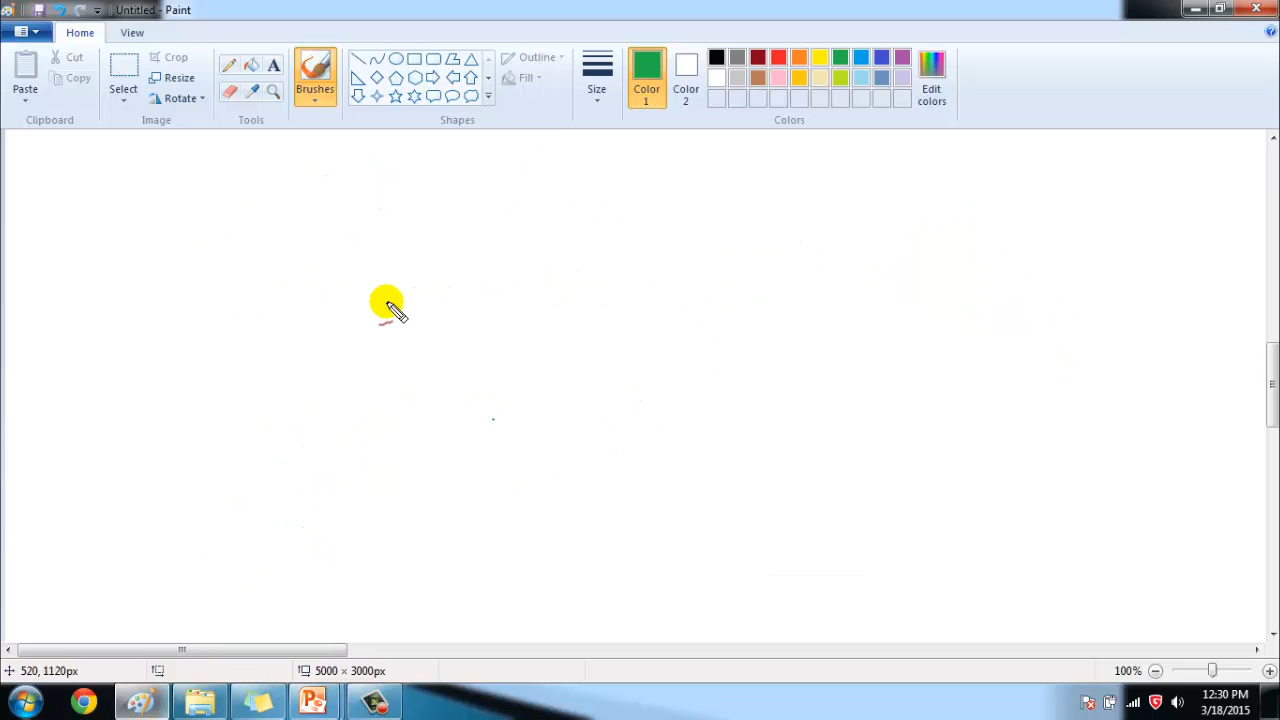 Untitled - Paint
Home View
Cut Crop Outline
Paste Copy Select Resize Brushes Fill Size Color 1 Color 2 Edit colors
Rotate
Clipboard Image Tools Shapes Colors
520, 1120px 5000 × 3000px 100%
12:30 PM
3/18/2015